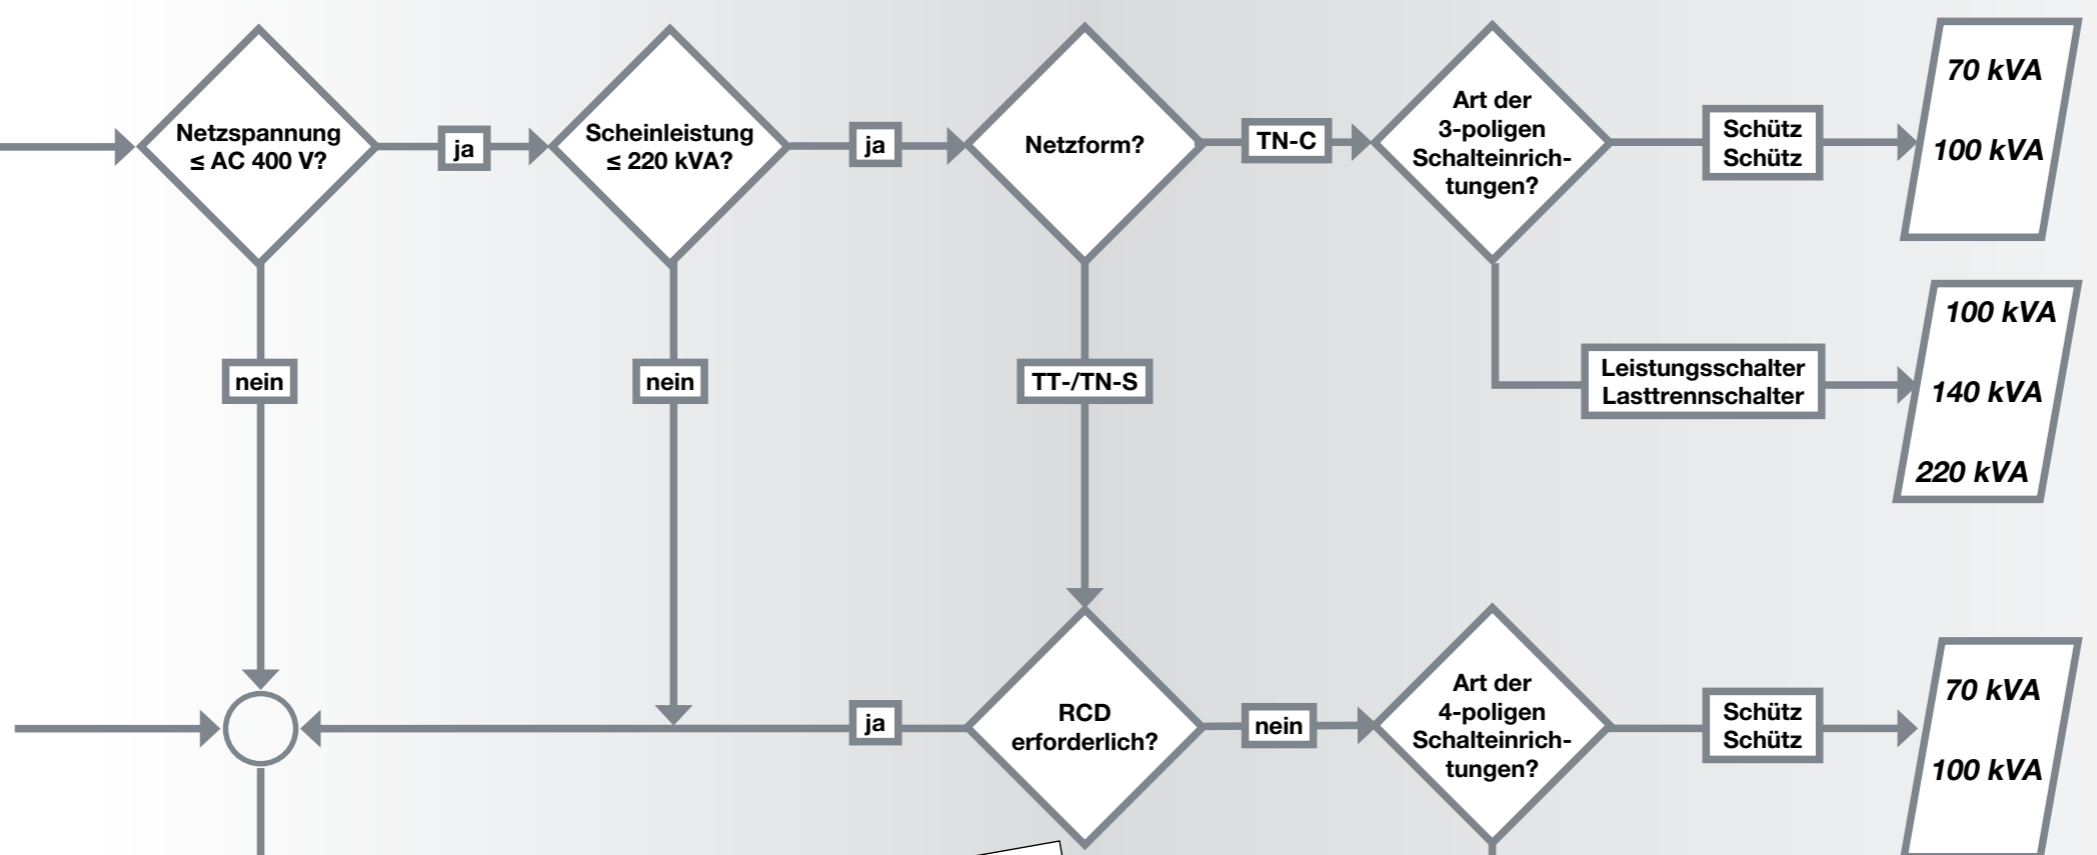 Netzspannung
≤ AC 400 V?
ja
Scheinleistung
≤ 220 kVA?
ja
Netzform?
TN-C
Art der
3-poligen
Schalteinrich-
tungen?
Schütz
Schütz
70 kVA
100 kVA
nein
nein
TT-/TN-S
Leistungsschalter
Lasttrennschalter
100 kVA
140 kVA
220 kVA
ja
RCD
erforderlich?
nein
Art der
4-poligen
Schalteinrich-
tungen?
Schütz
Schütz
70 kVA
100 kVA